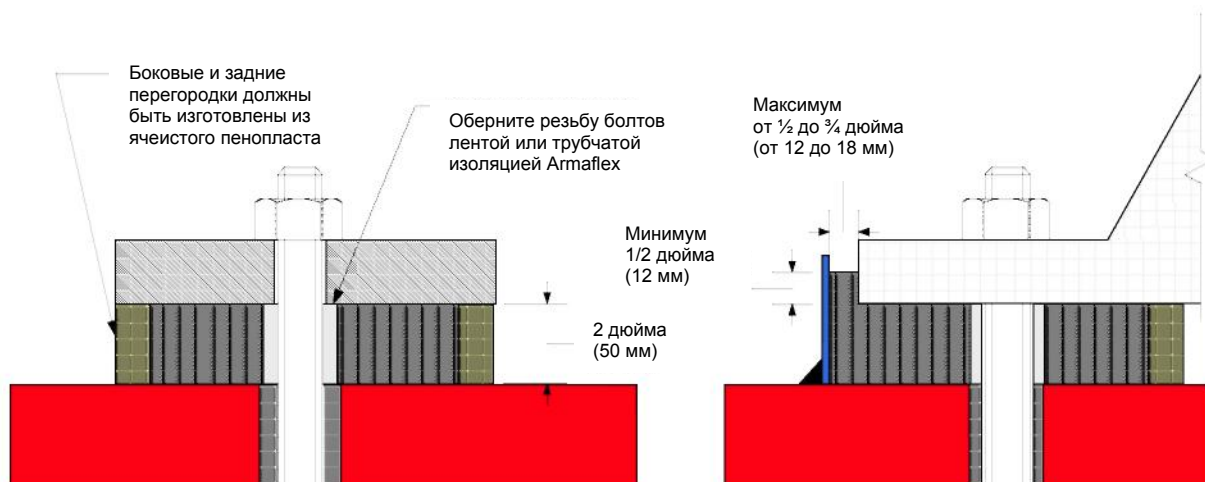 Боковые и задние
перегородки должны
быть изготовлены из
ячеистого пенопласта
Оберните резьбу болтов
лентой или трубчатой
изоляцией Armaflex
2 дюйма
(50 мм)
Максимум
от ½ до ¾ дюйма
(от 12 до 18 мм)
Минимум
1/2 дюйма
(12 мм)